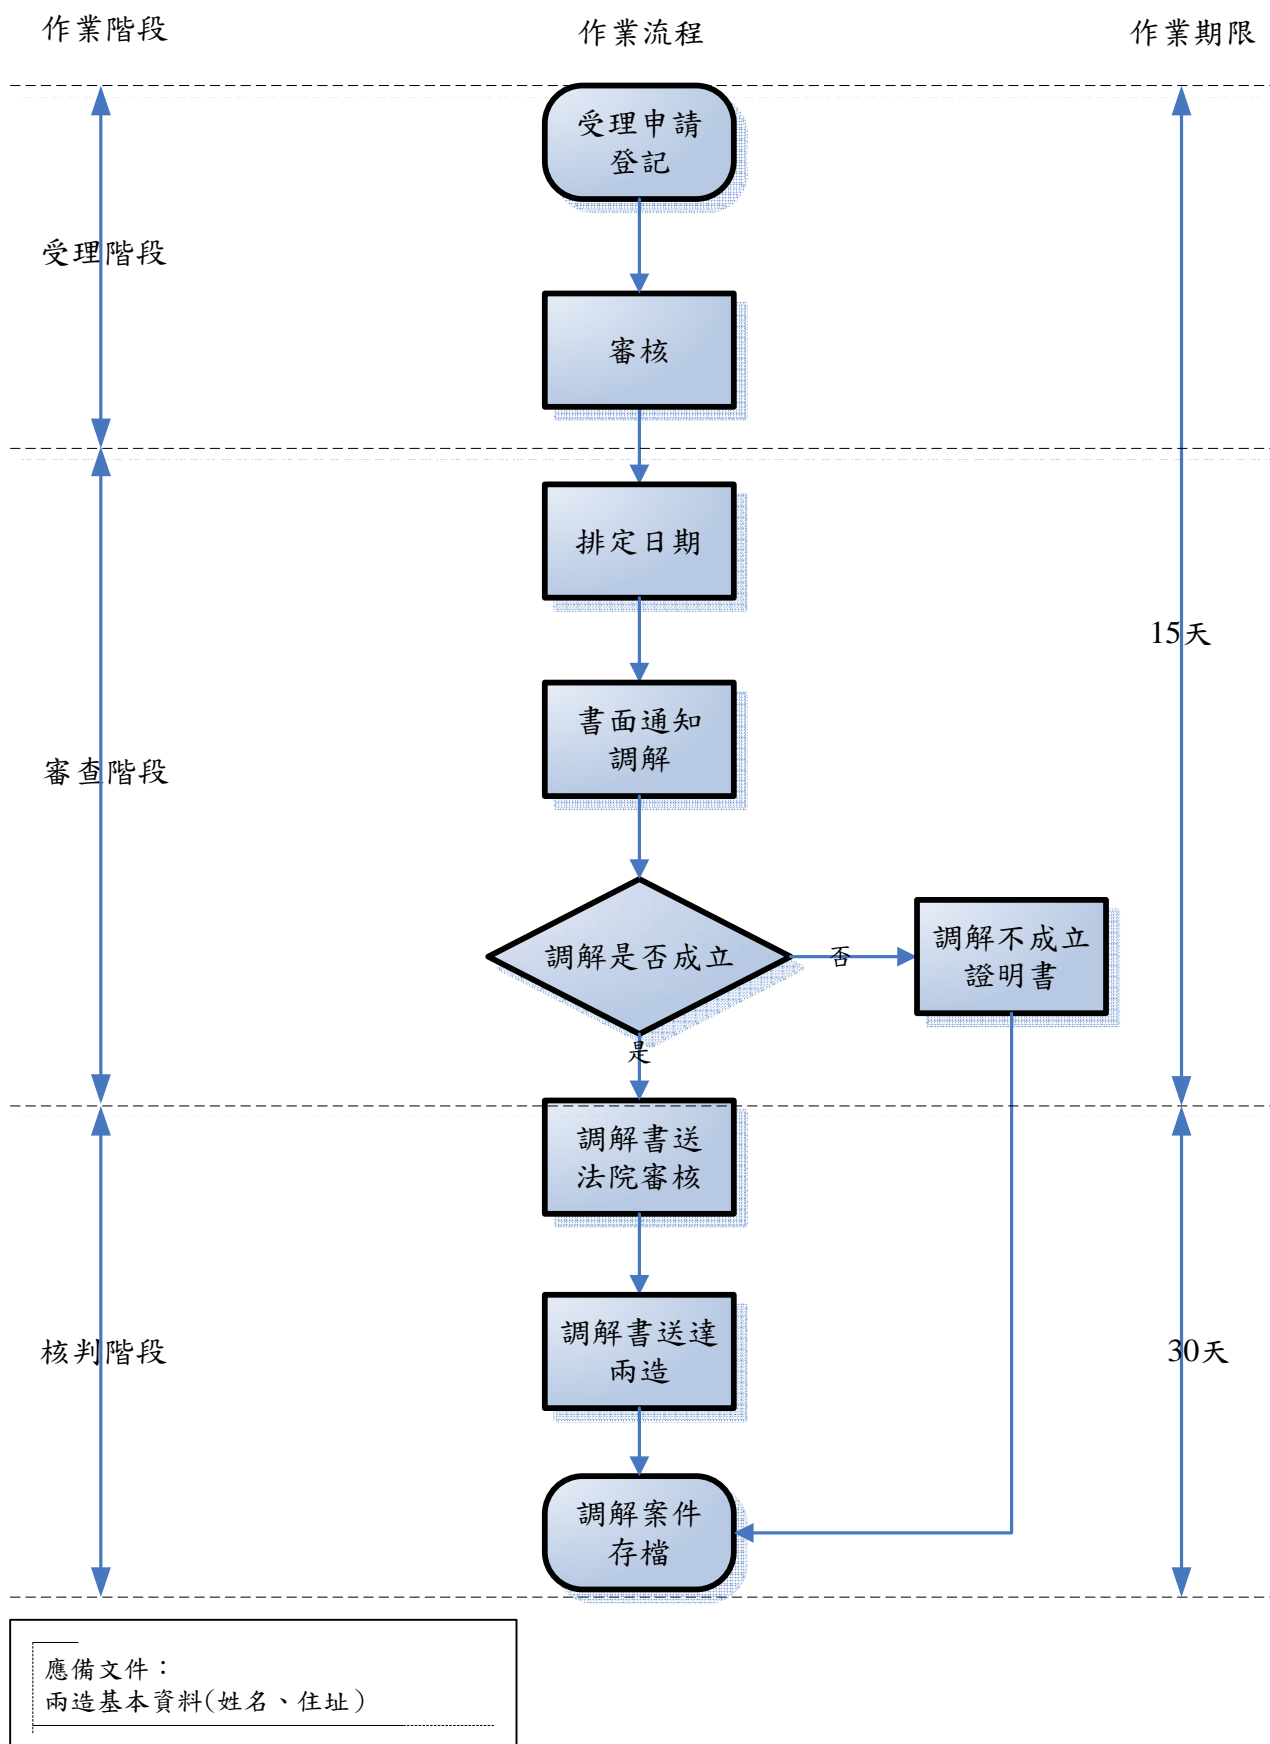 作業階段
作業流程
作業期限
受理申請
登記
受理階段
審核
排定日期
15天
書面通知
調解
審查階段
調解是否成立
否
調解不成立
證明書
是
調解書送
法院審核
核判階段
調解書送達
兩造
30天
調解案件
存檔
應備文件：
兩造基本資料(姓名、住址)